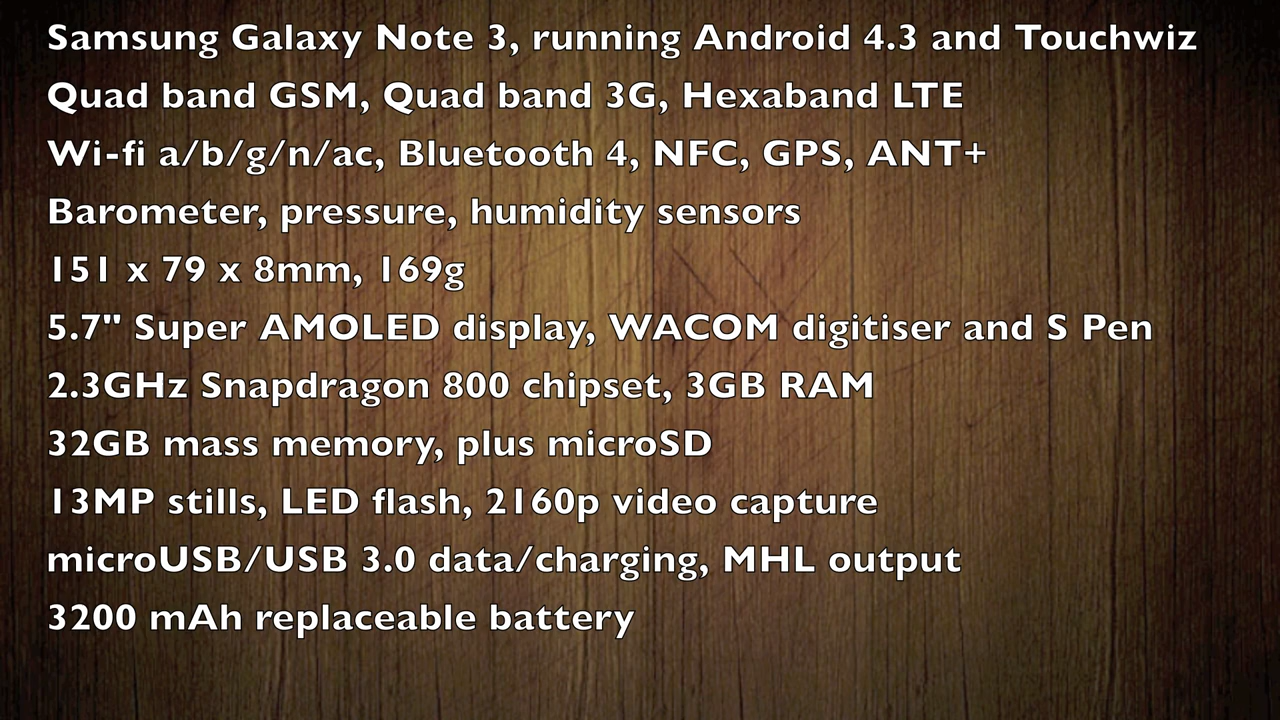 Samsung Galaxy Note 3, running Android 4.3 and Touchwiz
Quad band GSM, Quad band 3G, Hexaband LTE
Wi-fi a/b/g/n/ac, Bluetooth 4, NFC, GPS, ANT+
Barometer, pressure, humidity sensors
151 x 79 x 8mm, 169g
5.7" Super AMOLED display, WACOM digitiser and S Pen
2.3GHz Snapdragon 800 chipset, 3GB RAM
32GB mass memory, plus microSD
13MP stills, LED flash, 2160p video capture
microUSB/USB 3.0 data/charging, MHL output
3200 mAh replaceable battery